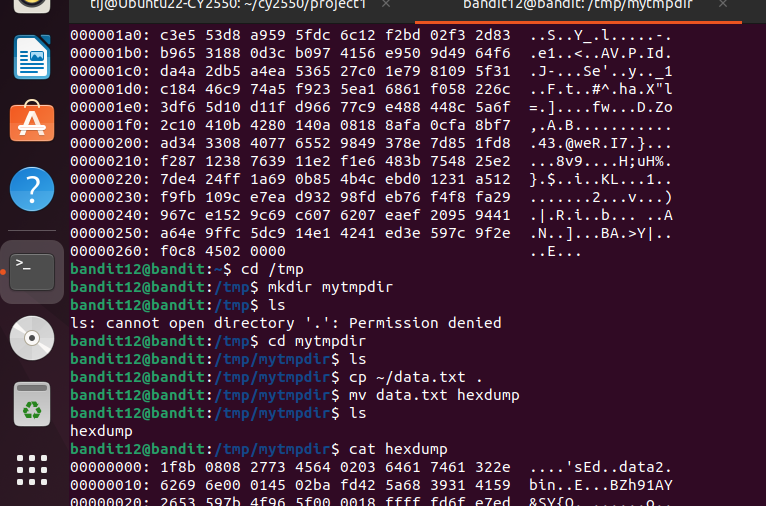 tij@Ubuntu22-CY2550: ~/cy2550/project1 × bandit12@bandit: /tmp/mytmpdir ×
000001a0: c3e5 53d8 a959 5fdc 6c12 f2bd 02f3 2d83 ..S..Y_.l.....-.
000001b0: b965 3188 0d3c b097 4156 e950 9d49 64f6 .e1..<..AV.P.Id.
000001c0: da4a 2db5 a4ea 5365 27c0 1e79 8109 5f31 .J-...Se'..y.._1
000001d0: c184 46c9 74a5 f923 5ea1 6861 f058 226c ..F.t..#^.ha.X"l
000001e0: 3df6 5d10 d11f d966 77c9 e488 448c 5a6f =.]....fw...D.Zo
000001f0: 2c10 410b 4280 140a 0818 8afa 0cfa 8bf7 ,.A.B...........
00000200: ad34 3308 4077 6552 9849 378e 7d85 1fd8 .43.@weR.I7.}...
00000210: f287 1238 7639 11e2 f1e6 483b 7548 25e2 ...8v9....H;uH%.
00000220: 7de4 24ff 1a69 0b85 4b4c ebd0 1231 a512 }.$..i..KL...1..
00000230: f9fb 109c e7ea d932 98fd eb76 f4f8 fa29 .......2...v...)
00000240: 967c e152 9c69 c607 6207 eaef 2095 9441 .|.R.i..b... ..A
00000250: a64e 9ffc 5dc9 14e1 4241 ed3e 597c 9f2e .N..]...BA.>Y|..
00000260: f0c8 4502 0000 ..E...
bandit12@bandit:~$ cd /tmp
bandit12@bandit:/tmp$ mkdir mytmpdir
bandit12@bandit:/tmp$ ls
ls: cannot open directory '.': Permission denied
bandit12@bandit:/tmp$ cd mytmpdir
bandit12@bandit:/tmp/mytmpdir$ ls
bandit12@bandit:/tmp/mytmpdir$ cp ~/data.txt .
bandit12@bandit:/tmp/mytmpdir$ mv data.txt hexdump
bandit12@bandit:/tmp/mytmpdir$ ls
hexdump
bandit12@bandit:/tmp/mytmpdir$ cat hexdump
00000000: 1f8b 0808 2773 4564 0203 6461 7461 322e ....'sEd..data2.
00000010: 6269 6e00 0145 02ba fd42 5a68 3931 4159 bin..E...BZh91AY
00000020: 2653 597b 4f96 5f00 0018 ffff fd6f e7ed &SY{O._......o..